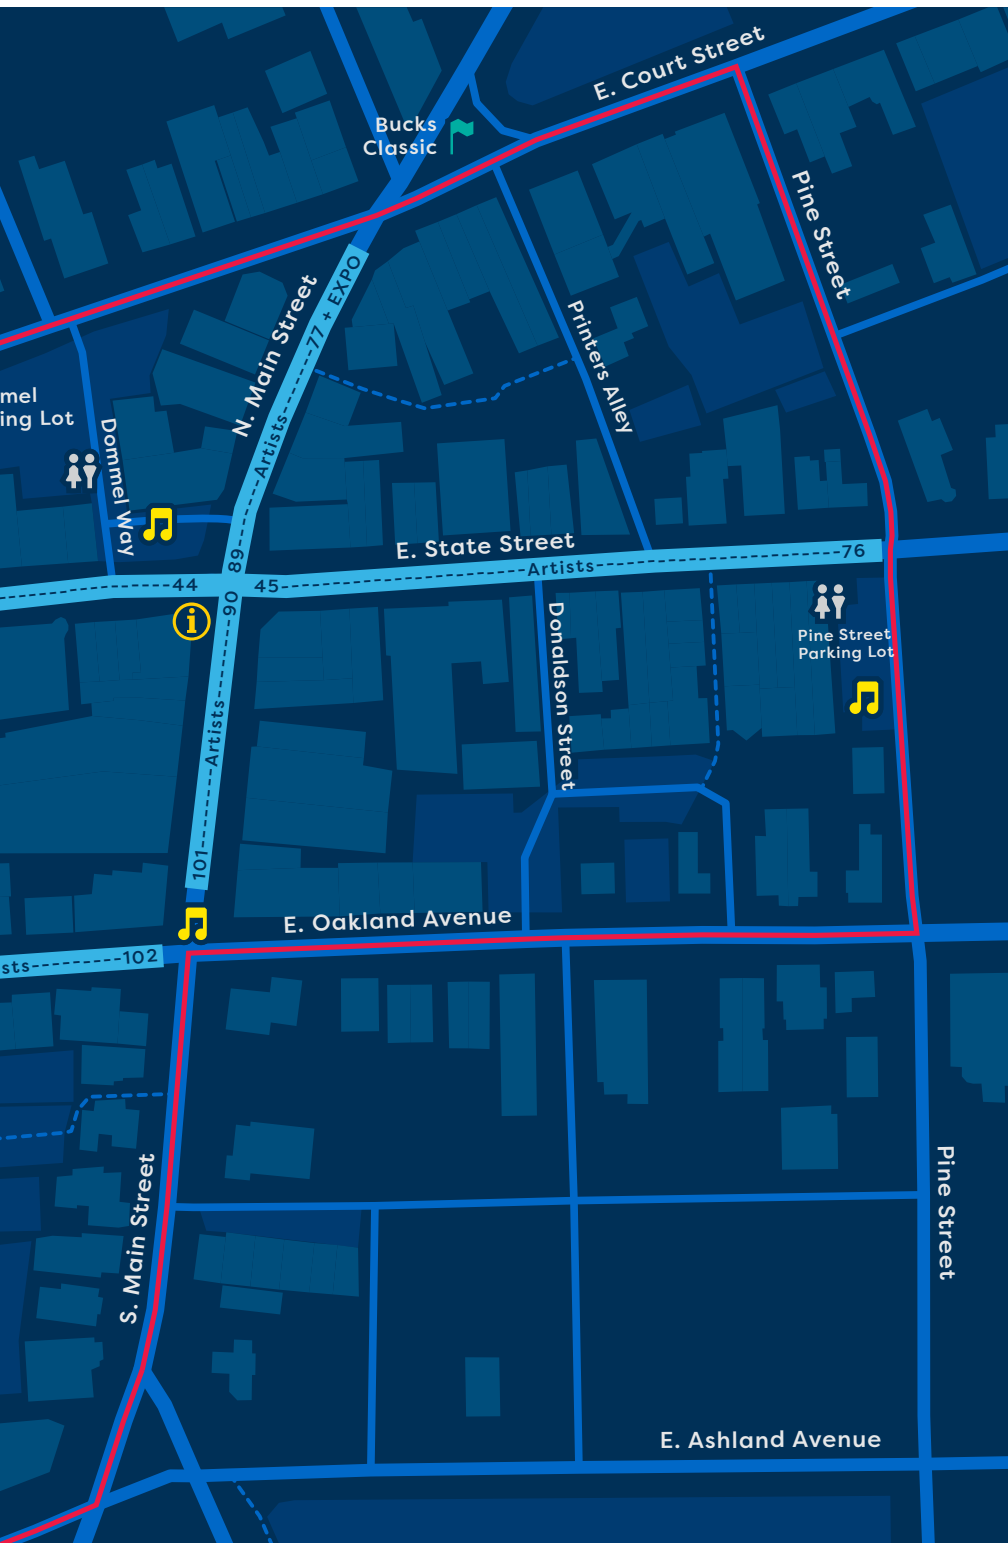 E. Court Street
Bucks
Classic
Pine Street
N. Main Street
77 + EXPO
Artists
89
Printers Alley
mel
ing Lot
Dommel Way
E. State Street
44
45
Artists
76
90
i
Artists
101
Donaldson Street
Pine Street
Parking Lot
E. Oakland Avenue
sts
102
S. Main Street
Pine Street
E. Ashland Avenue